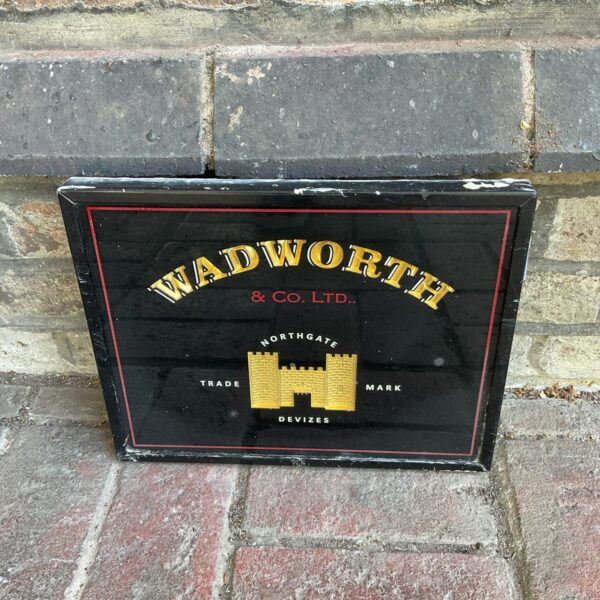 WADWORTH
& CO. LTD..
NORTHGATE
TRADE MARK
DEVIZES